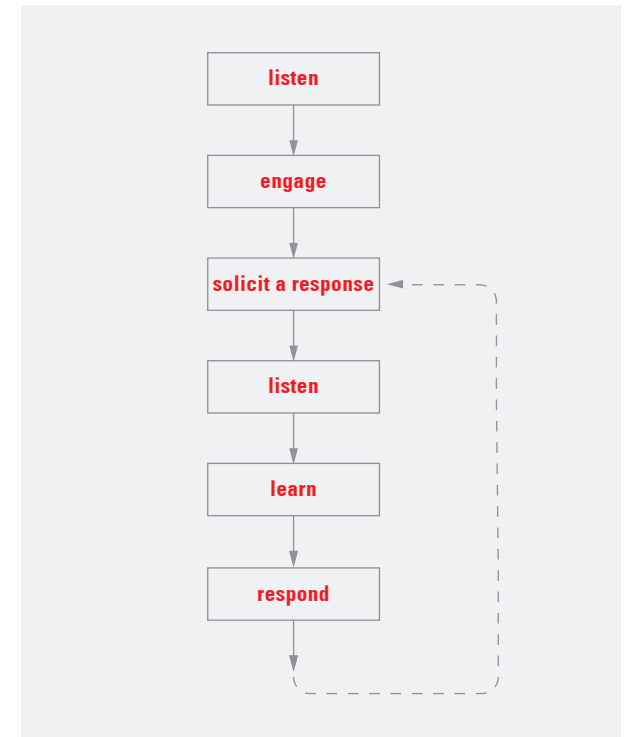 listen
engage
solicit a response
listen
learn
respond